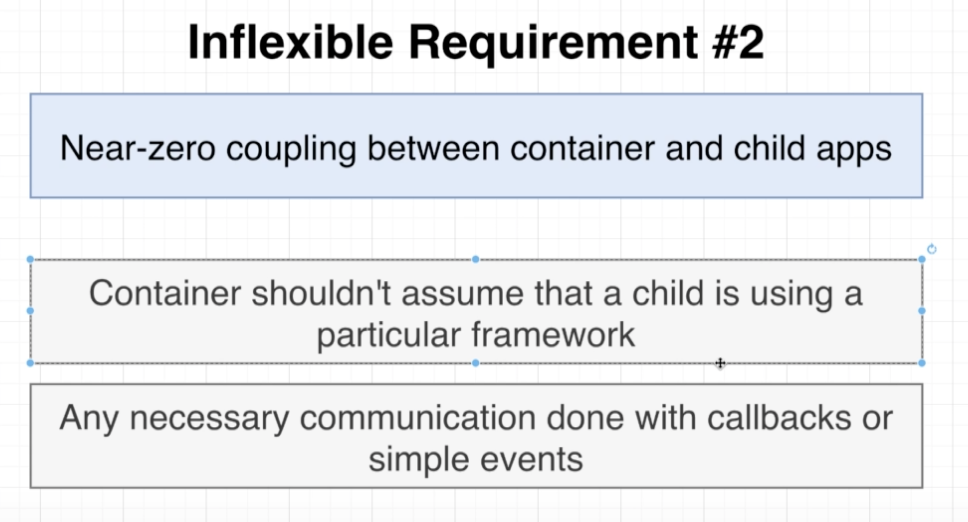 Inflexible Requirement #2
Near-zero coupling between container and child apps
Container shouldn't assume that a child is using a
particular framework
Any necessary communication done with callbacks or
simple events